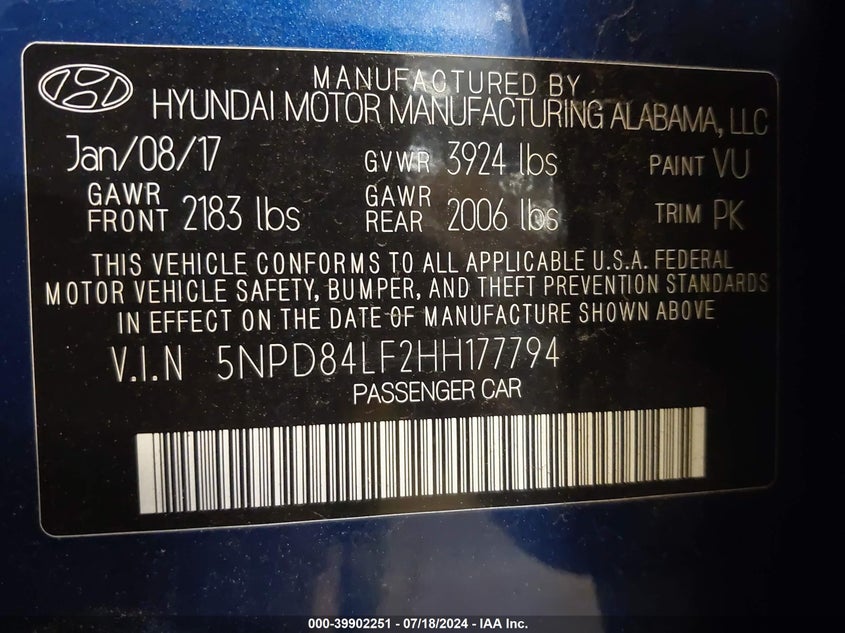 MANUFACTURED BY
HYUNDAI MOTOR MANUFACTURING ALABAMA, LLC
Jan/08/17 GVWR 3924 lbs PAINT VU
GAWR FRONT 2183 lbs GAWR REAR 2006 lbs TRIM PK
THIS VEHICLE CONFORMS TO ALL APPLICABLE U.S.A. FEDERAL
MOTOR VEHICLE SAFETY, BUMPER, AND THEFT PREVENTION STANDARDS
IN EFFECT ON THE DATE OF MANUFACTURE SHOWN ABOVE
V.I.N 5NPD84LF2HH177794
PASSENGER CAR
000-39902251 - 07/18/2024 - IAA Inc.